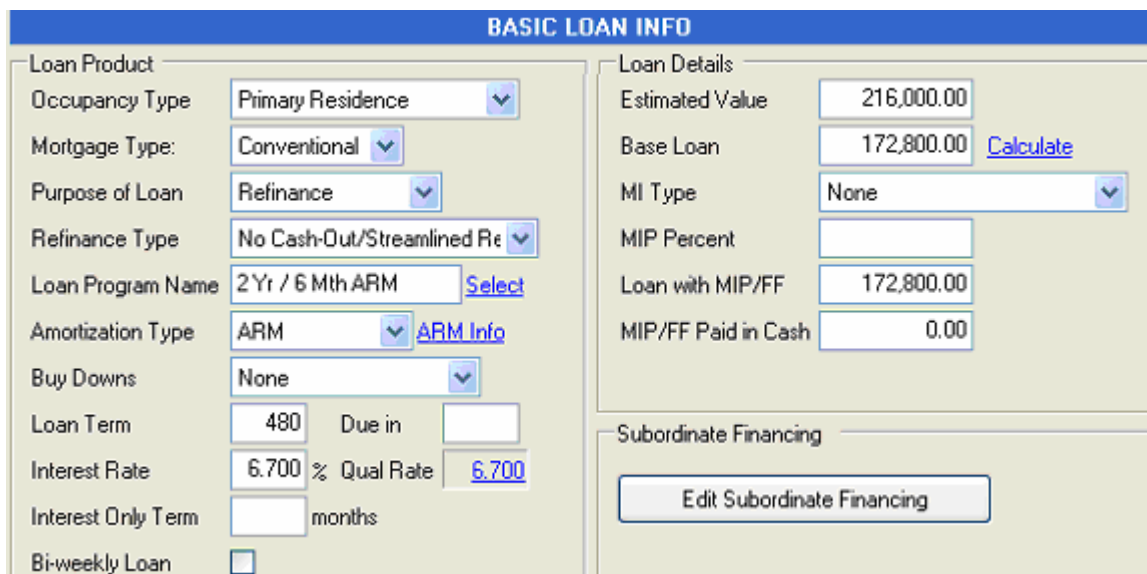 BASIC LOAN INFO
Loan Product
Occupancy Type Primary Residence
Mortgage Type: Conventional
Purpose of Loan Refinance
Refinance Type No Cash-Out/Streamlined Re
Loan Program Name 2 Yr / 6 Mth ARM Select
Amortization Type ARM ARM Info
Buy Downs None
Loan Term 480 Due in
Interest Rate 6.700 % Qual Rate 6.700
Interest Only Term months
Bi-weekly Loan
Loan Details
Estimated Value 216,000.00
Base Loan 172,800.00 Calculate
MI Type None
MIP Percent
Loan with MIP/FF 172,800.00
MIP/FF Paid in Cash 0.00
Subordinate Financing
Edit Subordinate Financing